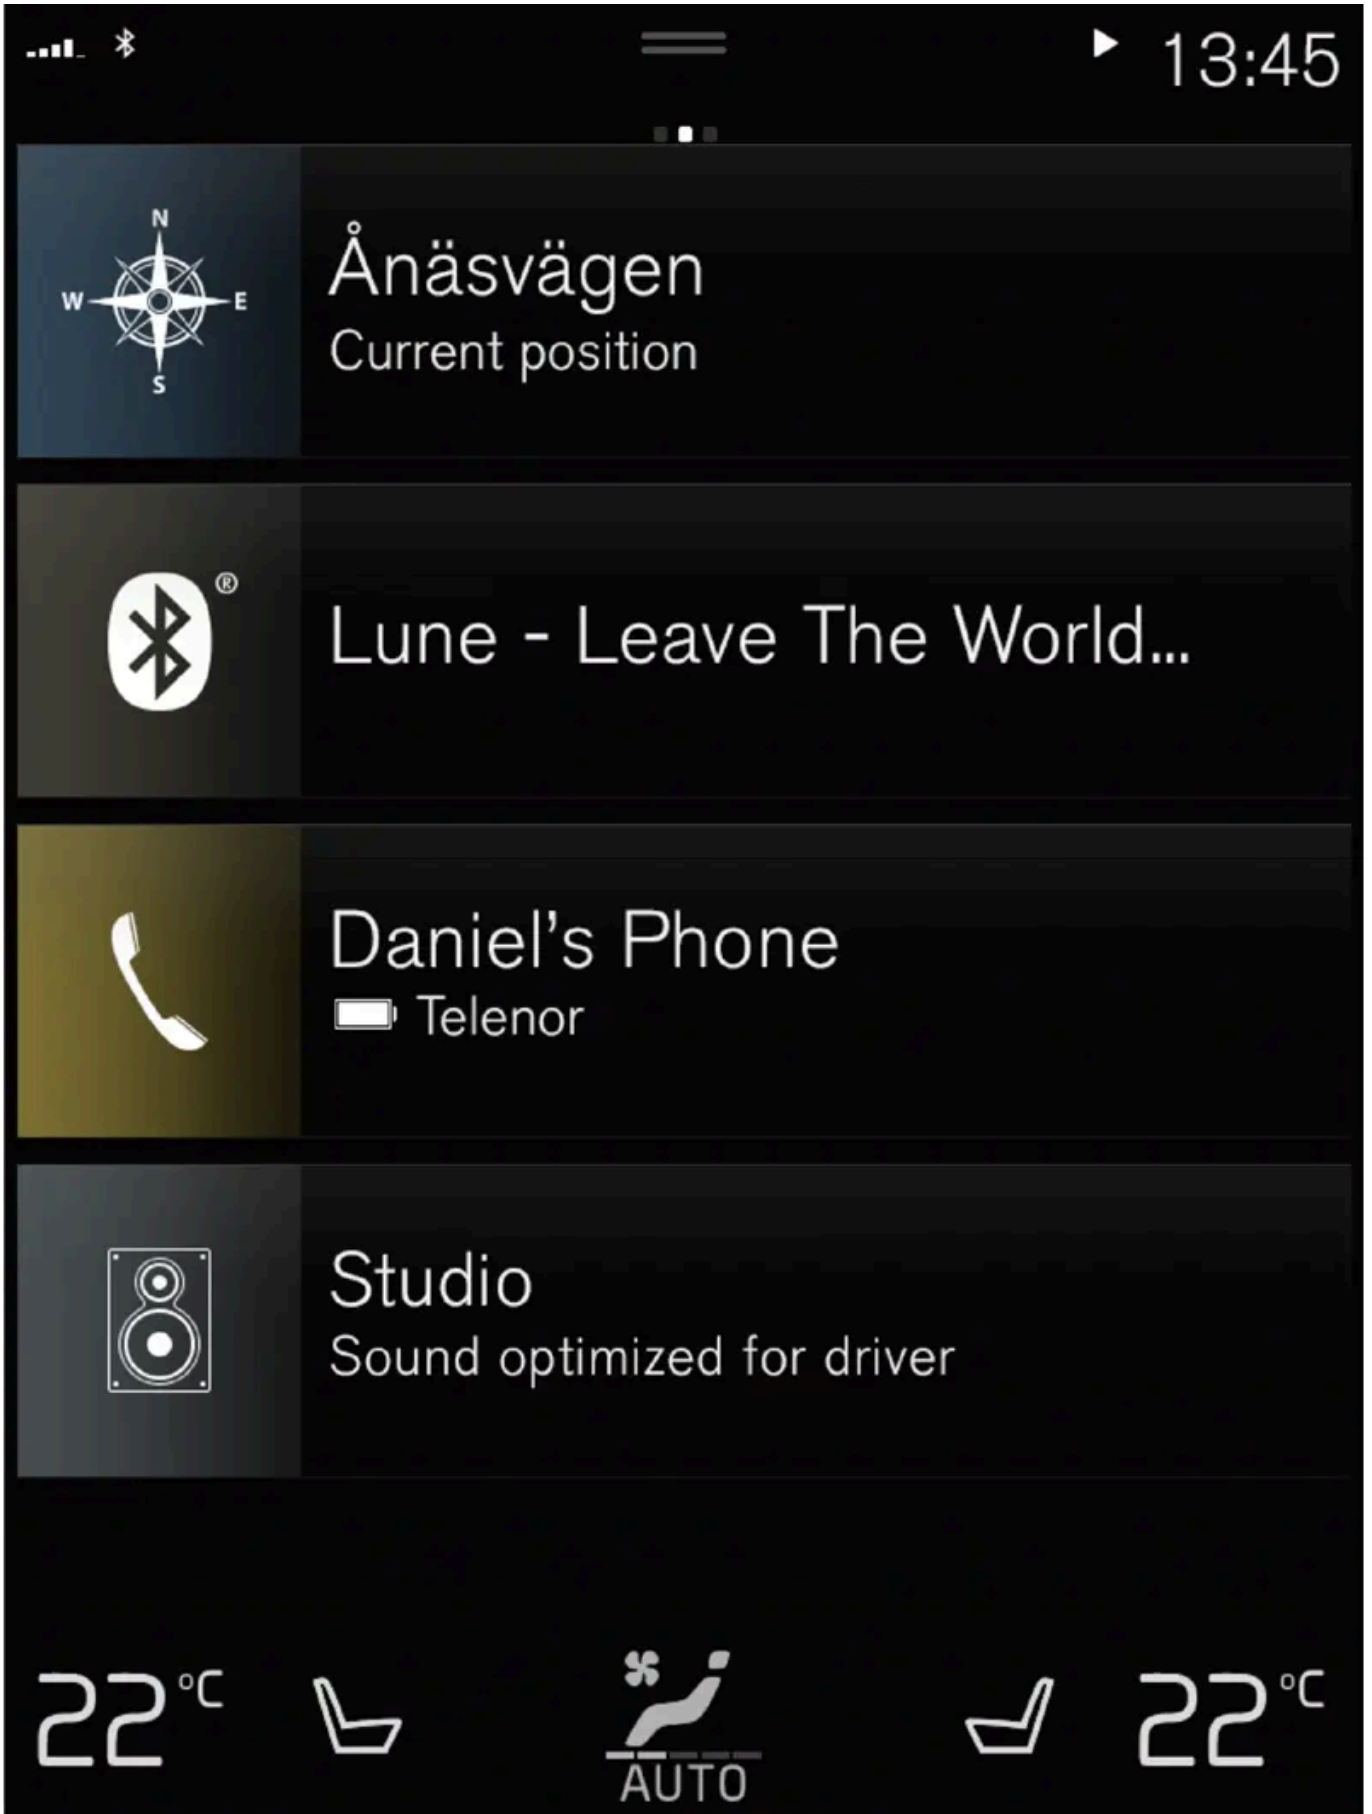 13:45
N
W E
S
Ånäsvägen
Current position
®
Lune - Leave The World...
Daniel’s Phone
Telenor
Studio
Sound optimized for driver
22°C 22°C
AUTO